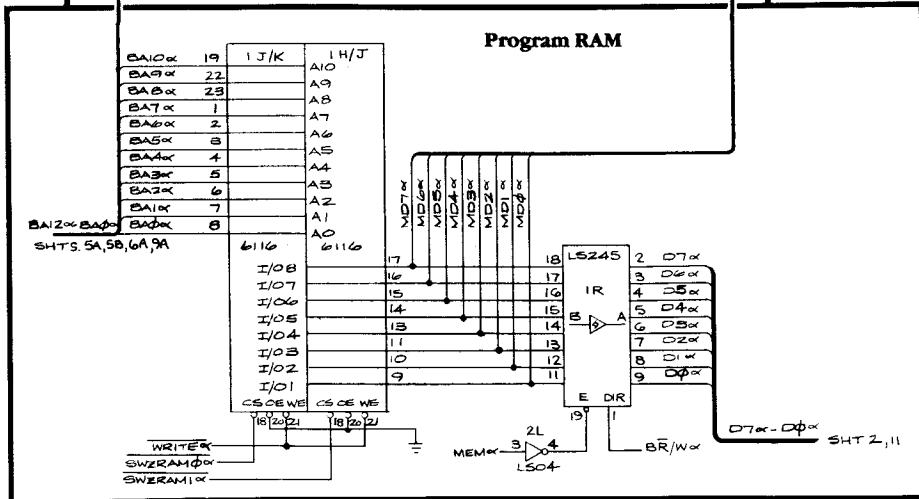 Program RAM
1 J/K 1 H/J
BA10α 19 A10
BA9α 22 A9
BA8α 23 A8
BA7α 1 A7
BA6α 2 A6
BA5α 3 A5
BA4α 4 A4
BA3α 5 A3
BA2α 6 A2
BA1α 7 A1
BAφα 8 A0
BA12α-BAφα
SHTS. 5A, 5B, 6A, 9A
6116 6116
MD7α MD6α MD5α MD4α MD3α MD2α MD1α MDφα
LS245
1R
B A
I/O8 17 18 2 D7α
I/O7 16 17 3 D6α
I/O6 15 16 4 D5α
I/O5 14 15 5 D4α
I/O4 13 14 6 D3α
I/O3 11 13 7 D2α
I/O2 10 12 8 D1α
I/O1 9 11 9 Dφα
CS OE WE CS OE WE
18 20 21 18 20 21
E DIR
19 1
WRITEα
SWZRAMφα
SWZRAM1α
2L
MEMα 3 4
LS04
BR̅/Wα
D7α-Dφα
SHT 2, 11